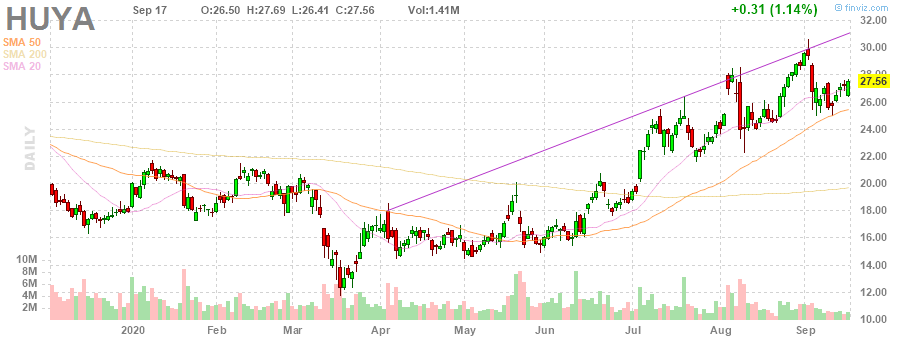 HUYA
Sep 17 O:26.50 H:27.69 L:26.41 C:27.56 Vol:1.41M
+0.31 (1.14%)
© finviz.com
SMA 50
SMA 200
SMA 20
DAILY
32.00
30.00
28.00
27.56
26.00
24.00
22.00
20.00
18.00
16.00
14.00
12.00
10.00
10M
8M
6M
4M
2M
2020 Feb Mar Apr May Jun Jul Aug Sep